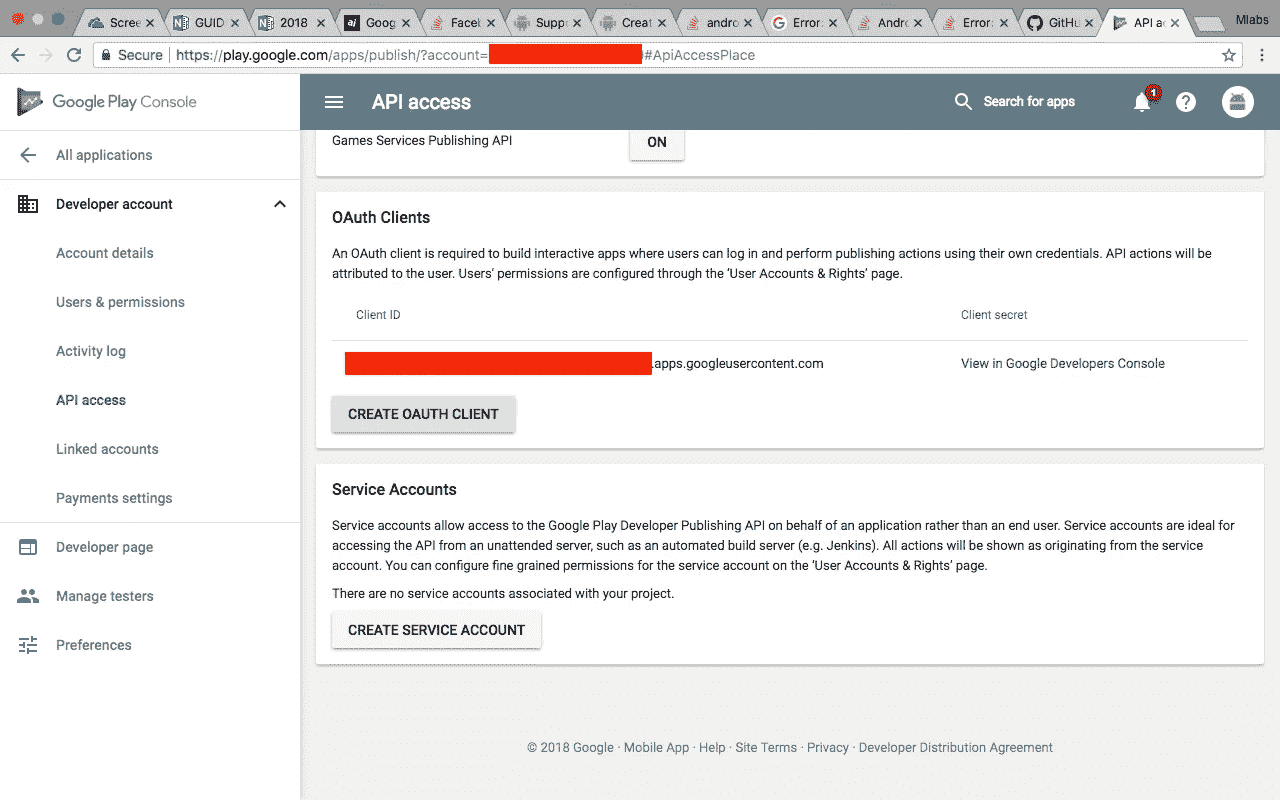 Scree
GUID
2018
Goog
Faceb
Suppo
Creat
andro
Error:
Andro
Error:
GitHu
API ac
Mlabs
Secure https://play.google.com/apps/publish/?account= #ApiAccessPlace
Google Play Console
API access
Search for apps
1
All applications
Developer account
Account details
Users & permissions
Activity log
API access
Linked accounts
Payments settings
Developer page
Manage testers
Preferences
Games Services Publishing API
ON
OAuth Clients
An OAuth client is required to build interactive apps where users can log in and perform publishing actions using their own credentials. API actions will be
attributed to the user. Users' permissions are configured through the 'User Accounts & Rights' page.
Client ID
Client secret
.apps.googleusercontent.com
View in Google Developers Console
CREATE OAUTH CLIENT
Service Accounts
Service accounts allow access to the Google Play Developer Publishing API on behalf of an application rather than an end user. Service accounts are ideal for
accessing the API from an unattended server, such as an automated build server (e.g. Jenkins). All actions will be shown as originating from the service
account. You can configure fine grained permissions for the service account on the 'User Accounts & Rights' page.
There are no service accounts associated with your project.
CREATE SERVICE ACCOUNT
© 2018 Google · Mobile App · Help · Site Terms · Privacy · Developer Distribution Agreement